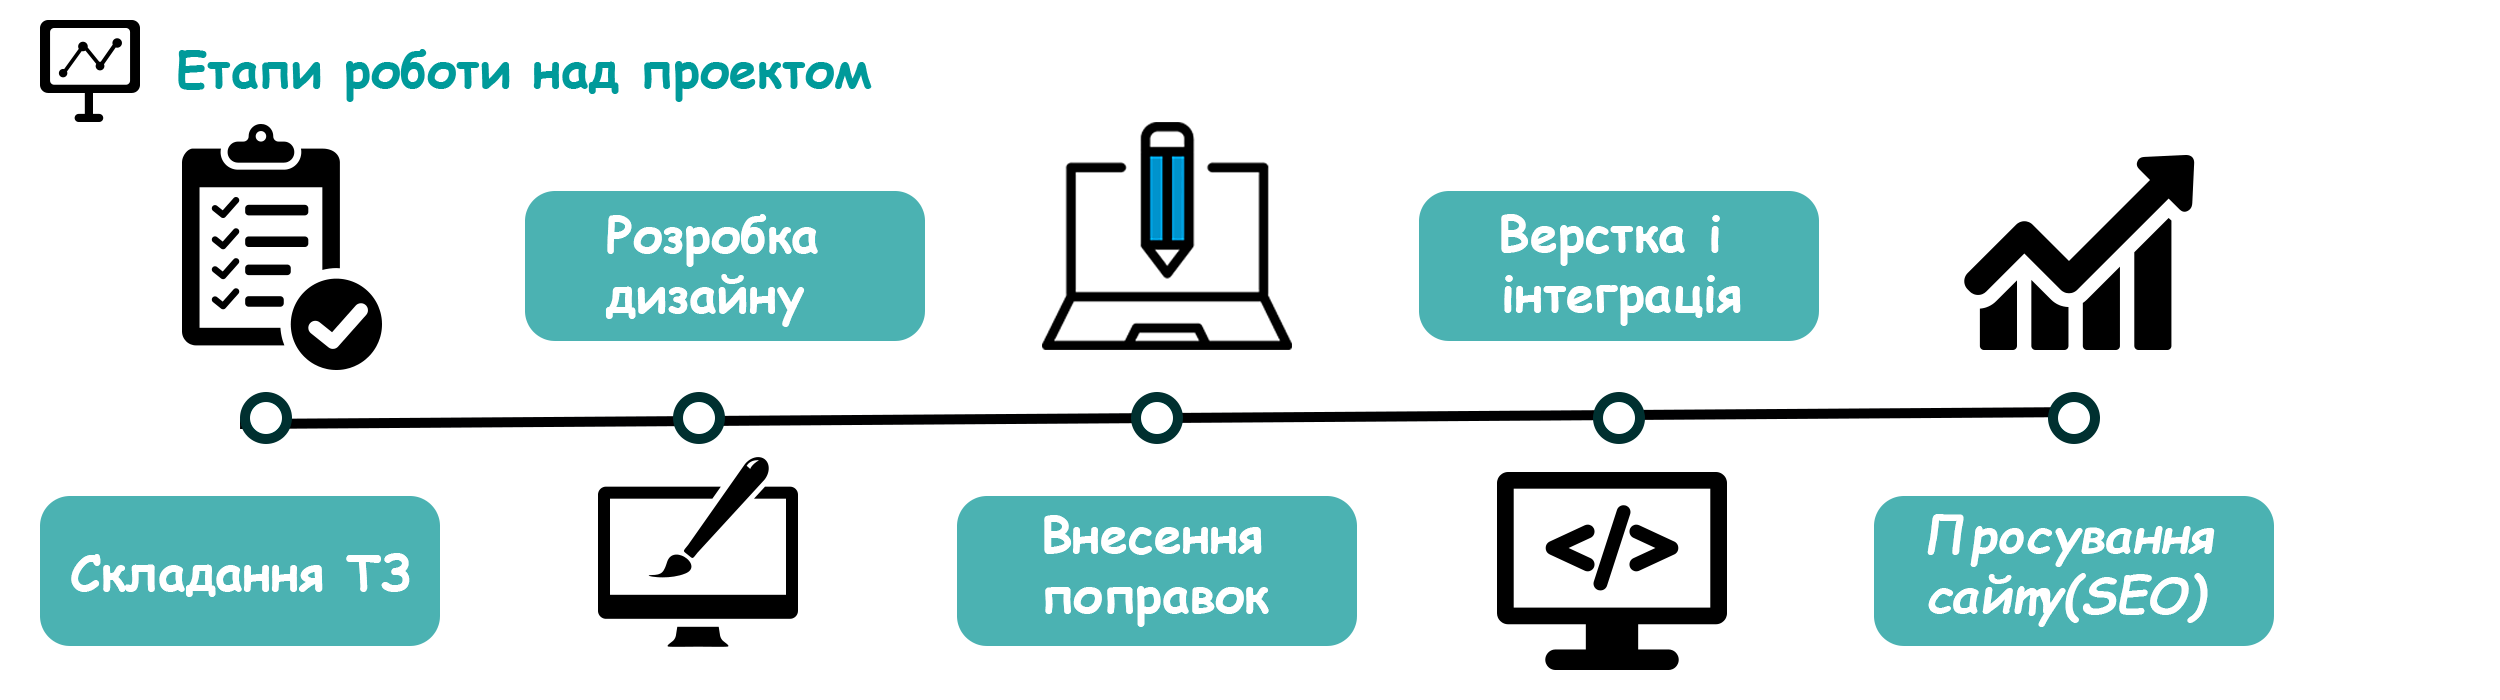 Етапи роботи над проектом
Розробка
дизайну
Верстка і
інтеграція
Складання ТЗ
Внесення
поправок
Просування
сайту(SEO)